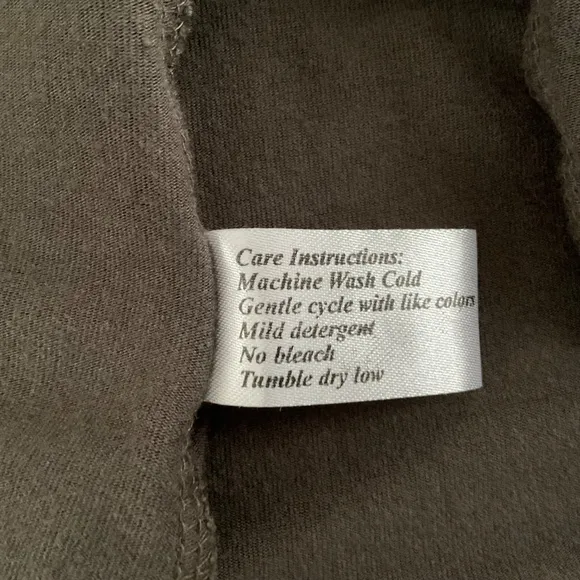 Care Instructions:
Machine Wash Cold
Gentle cycle with like colors
Mild detergent
No bleach
Tumble dry low